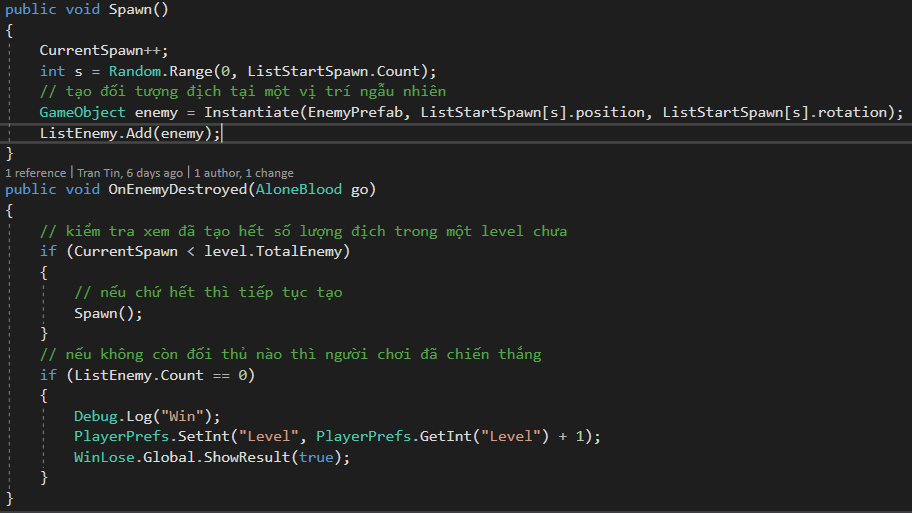 public void Spawn()
{
CurrentSpawn++;
int s = Random.Range(0, ListStartSpawn.Count);
// tạo đối tượng địch tại một vị trí ngẫu nhiên
GameObject enemy = Instantiate(EnemyPrefab, ListStartSpawn[s].position, ListStartSpawn[s].rotation);
ListEnemy.Add(enemy);
}
1 reference | Tran Tin, 6 days ago | 1 author, 1 change
public void OnEnemyDestroyed(AloneBlood go)
{
// kiểm tra xem đã tạo hết số lượng địch trong một level chưa
if (CurrentSpawn < level.TotalEnemy)
{
// nếu chứ hết thì tiếp tục tạo
Spawn();
}
// nếu không còn đối thủ nào thì người chơi đã chiến thắng
if (ListEnemy.Count == 0)
{
Debug.Log("Win");
PlayerPrefs.SetInt("Level", PlayerPrefs.GetInt("Level") + 1);
WinLose.Global.ShowResult(true);
}
}